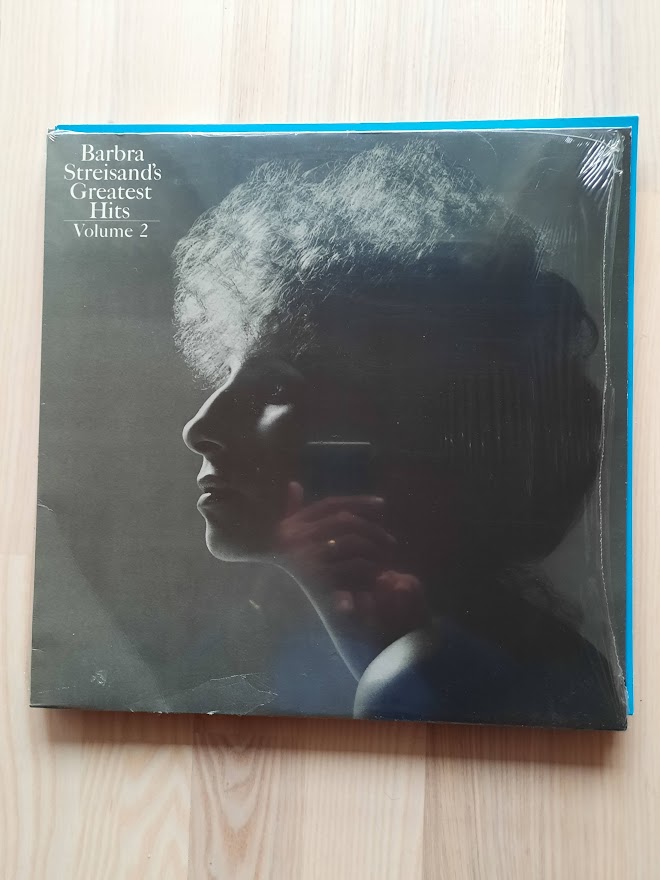 Barbra
Streisand's
Greatest
Hits
Volume 2